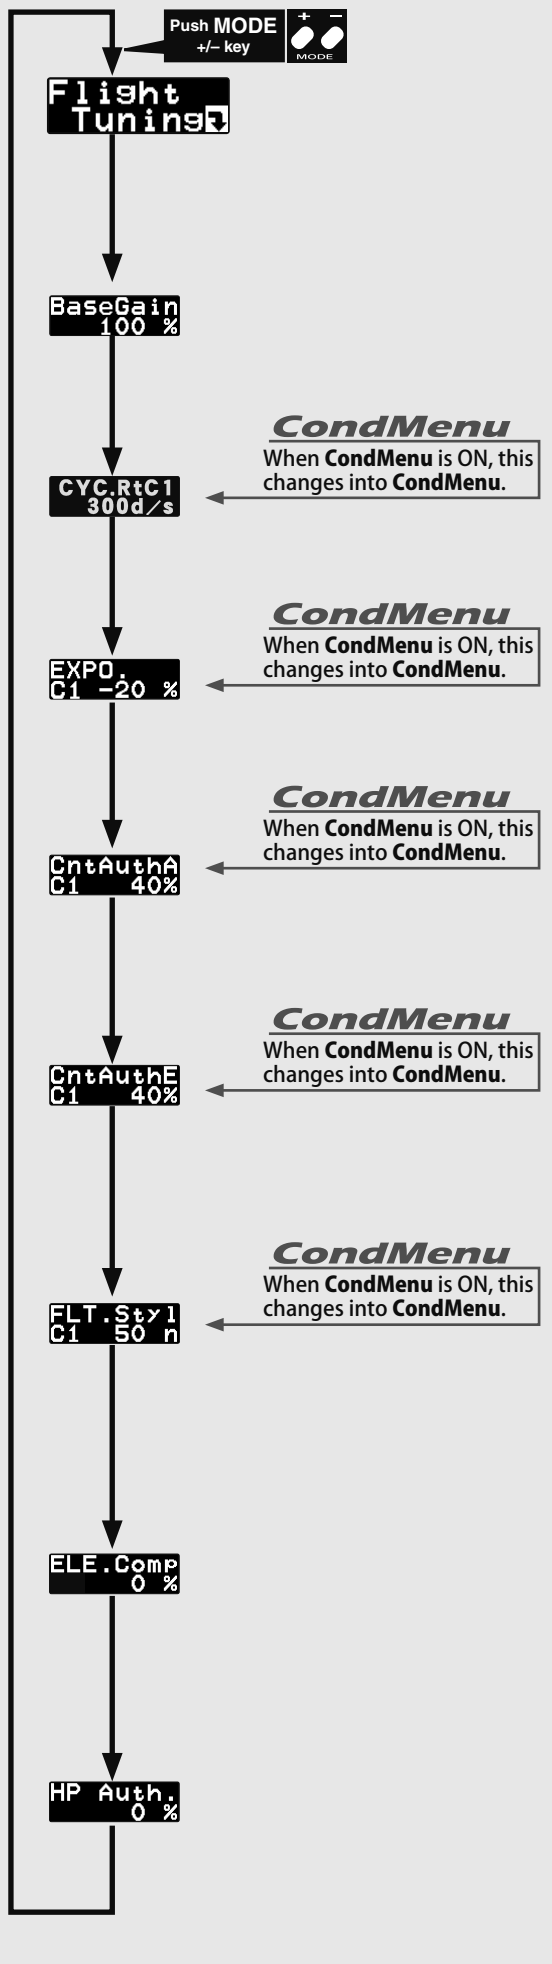 Push MODE
+/– key
+ –
MODE
Flight
Tuning
BaseGain
100 %
CondMenu
When CondMenu is ON, this
changes into CondMenu.
CYC.RtC1
300d/s
CondMenu
When CondMenu is ON, this
changes into CondMenu.
EXPO.
C1 -20 %
CondMenu
When CondMenu is ON, this
changes into CondMenu.
CntAuthA
C1 40%
CondMenu
When CondMenu is ON, this
changes into CondMenu.
CntAuthE
C1 40%
CondMenu
When CondMenu is ON, this
changes into CondMenu.
FLT.Styl
C1 50 n
ELE.Comp
0 %
HP Auth.
0 %